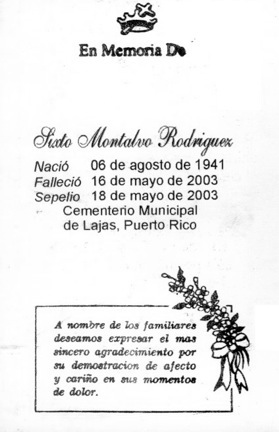 En Memoria De
Sixto Montalvo Rodriguez
Nació 06 de agosto de 1941
Falleció 16 de mayo de 2003
Sepelio 18 de mayo de 2003
Cementerio Municipal
de Lajas, Puerto Rico
A nombre de los familiares
deseamos expresar el mas
sincero agradecimiento por
su demostracion de afecto
y cariño en sus momentos
de dolor.